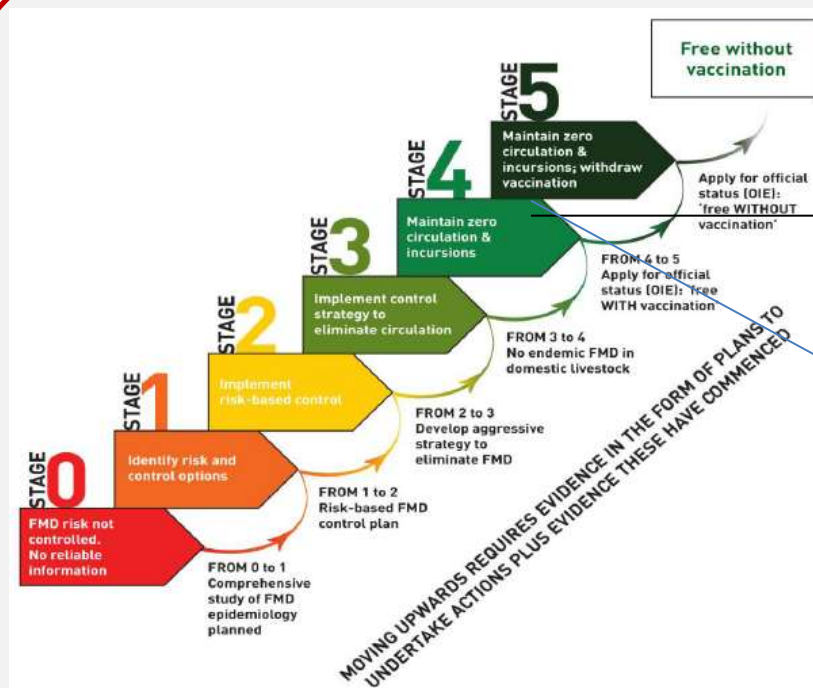 Free without
vaccination
STAGE
5
Maintain zero
circulation &
incursions; withdraw
vaccination
Apply for official
status (OIE):
'free WITHOUT
vaccination'
STAGE
4
Maintain zero
circulation &
incursions
FROM 4 to 5
Apply for official
status (OIE): 'free
WITH vaccination'
STAGE
3
Implement control
strategy to
eliminate circulation
FROM 3 to 4
No endemic FMD in
domestic livestock
STAGE
2
Implement
risk-based control
FROM 2 to 3
Develop aggressive
strategy to
eliminate FMD
STAGE
1
Identify risk and
control options
FROM 1 to 2
Risk-based FMD
control plan
STAGE
0
FMD risk not
controlled.
No reliable
information
FROM 0 to 1
Comprehensive
study of FMD
epidemiology
planned
MOVING UPWARDS REQUIRES EVIDENCE IN THE FORM OF PLANS TO
UNDERTAKE ACTIONS PLUS EVIDENCE THESE HAVE COMMENCED